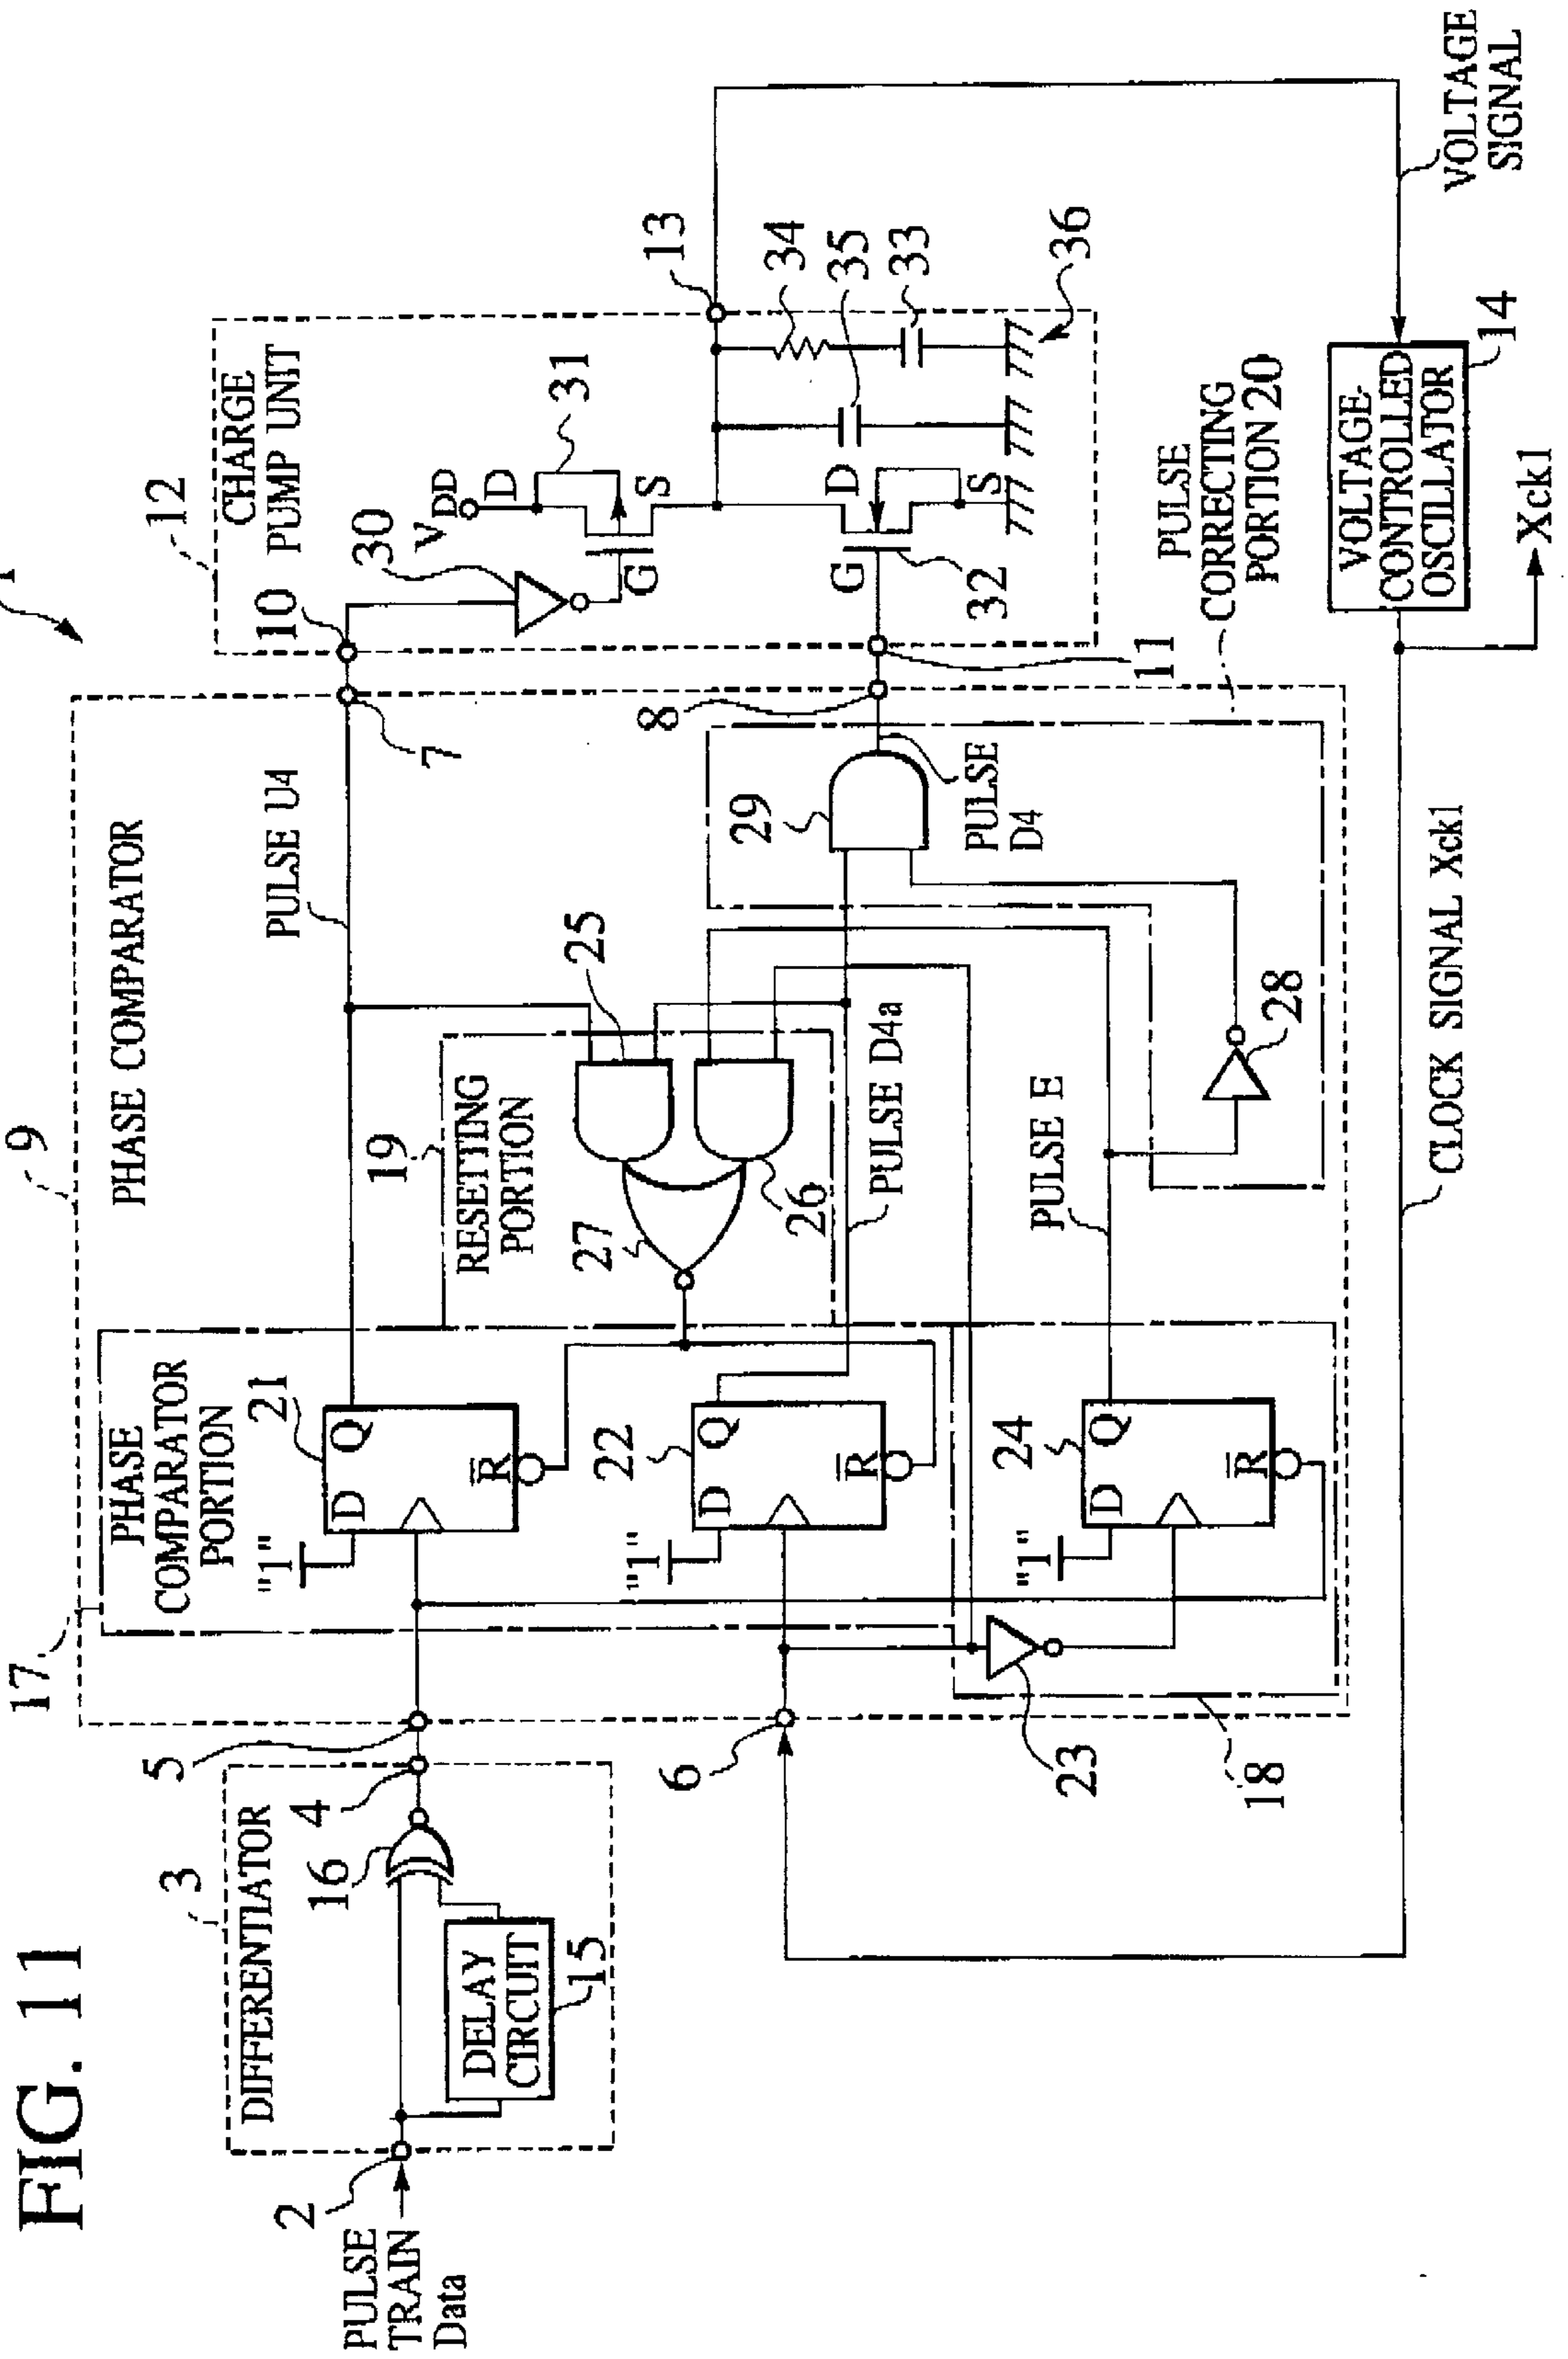 FIG. 11
1
PULSE
TRAIN
Data
2
3
DIFFERENTIATOR
DELAY
CIRCUIT
15
16
4
5
6
9
PHASE COMPARATOR
17
PHASE
COMPARATOR
PORTION
"1"
D
Q
R
21
"1"
D
Q
R
22
"1"
D
Q
R
24
23
18
19
RESETTING
PORTION
27
25
26
PULSE U4
PULSE D4a
PULSE E
28
29
PULSE
D4
PULSE
CORRECTING
PORTION 20
7
8
10
11
12
CHARGE
PUMP UNIT
30
VDD
D
G
S
31
D
G
S
32
13
34
35
33
36
VOLTAGE
SIGNAL
VOLTAGE-
CONTROLLED
OSCILLATOR
14
Xck1
CLOCK SIGNAL Xck1